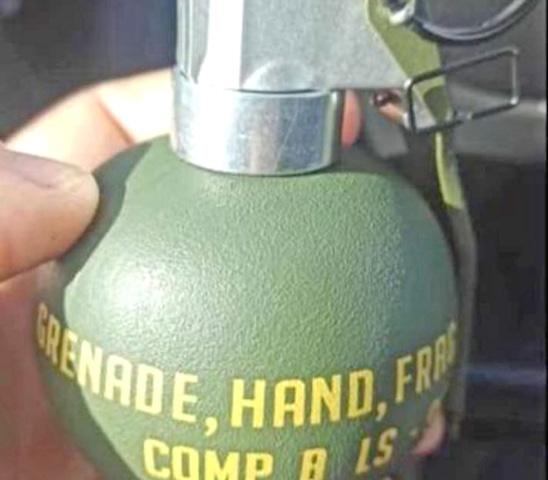 GRENADE, HAND, FRAG
COMP B LS -